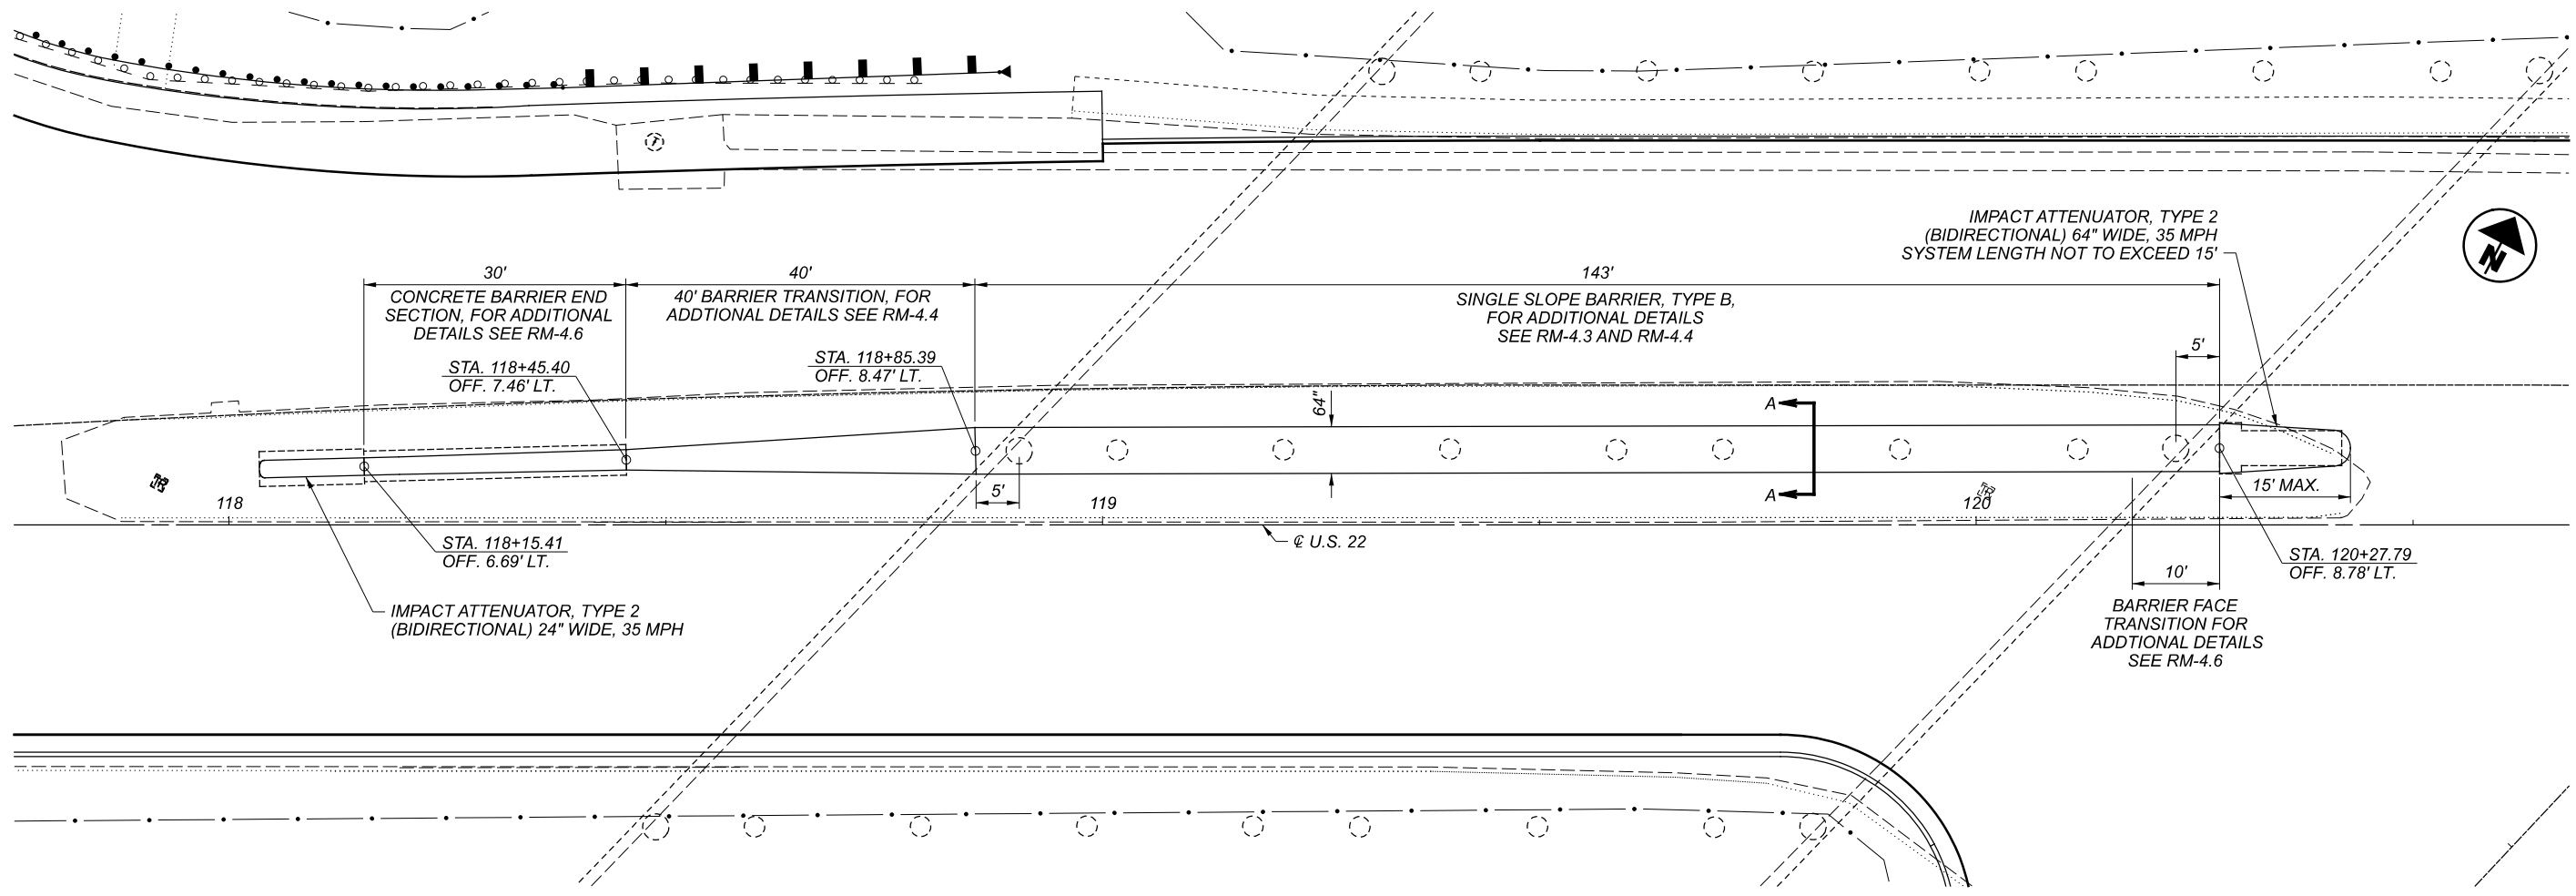 IMPACT ATTENUATOR, TYPE 2
(BIDIRECTIONAL) 64" WIDE, 35 MPH
SYSTEM LENGTH NOT TO EXCEED 15'
N
30'
40'
143'
CONCRETE BARRIER END
SECTION, FOR ADDITIONAL
DETAILS SEE RM-4.6
40' BARRIER TRANSITION, FOR
ADDTIONAL DETAILS SEE RM-4.4
SINGLE SLOPE BARRIER, TYPE B,
FOR ADDITIONAL DETAILS
SEE RM-4.3 AND RM-4.4
5'
STA. 118+45.40
OFF. 7.46' LT.
STA. 118+85.39
OFF. 8.47' LT.
64"
A
A
5'
15' MAX.
118
119
120
STA. 118+15.41
OFF. 6.69' LT.
℄ U.S. 22
STA. 120+27.79
OFF. 8.78' LT.
10'
IMPACT ATTENUATOR, TYPE 2
(BIDIRECTIONAL) 24" WIDE, 35 MPH
BARRIER FACE
TRANSITION FOR
ADDTIONAL DETAILS
SEE RM-4.6